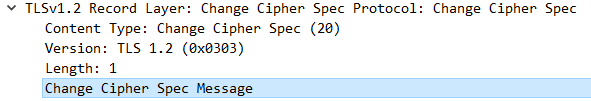 TLSv1.2 Record Layer: Change Cipher Spec Protocol: Change Cipher Spec
Content Type: Change Cipher Spec (20)
Version: TLS 1.2 (0x0303)
Length: 1
Change Cipher Spec Message